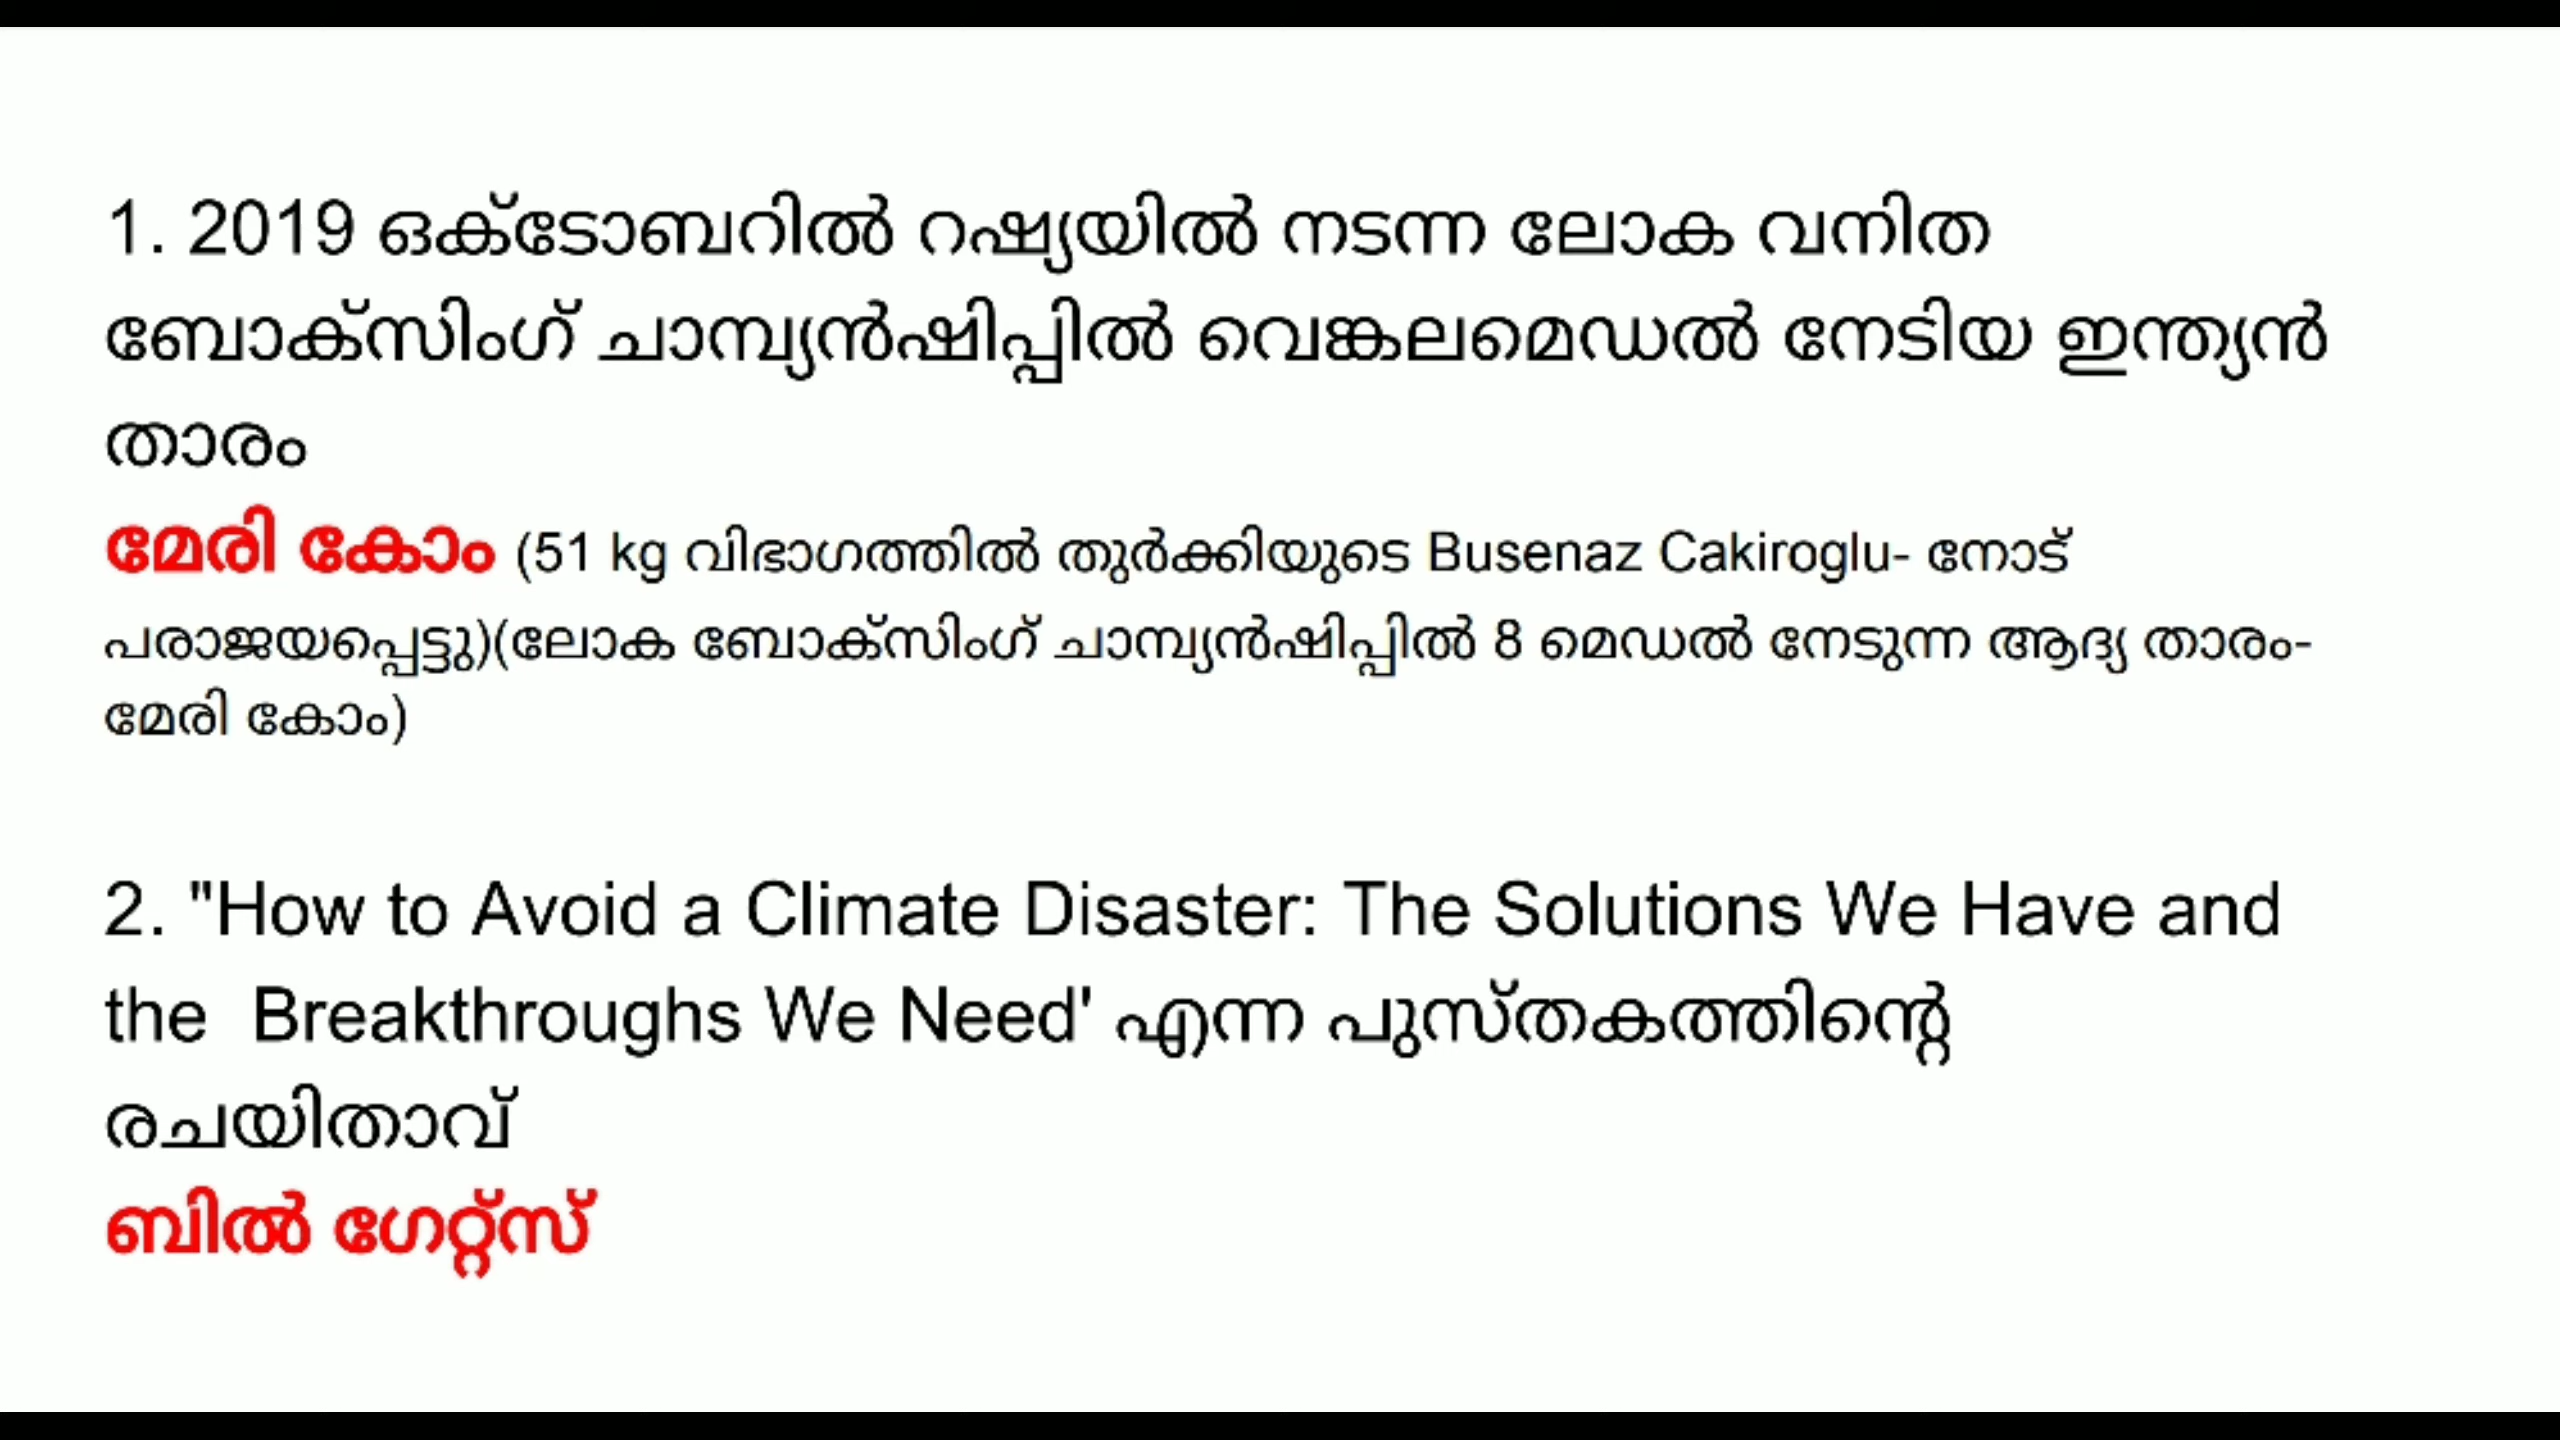 1. 2019 ഒക്ടോബറിൽ റഷ്യയിൽ നടന്ന ലോക വനിത
ബോക്സിംഗ് ചാമ്പ്യൻഷിപ്പിൽ വെങ്കലമെഡൽ നേടിയ ഇന്ത്യൻ
താരം
മേരി കോം (51 kg വിഭാഗത്തിൽ തുർക്കിയുടെ Busenaz Cakiroglu- നോട്
പരാജയപ്പെട്ടു)(ലോക ബോക്സിംഗ് ചാമ്പ്യൻഷിപ്പിൽ 8 മെഡൽ നേടുന്ന ആദ്യ താരം-
മേരി കോം)
2. "How to Avoid a Climate Disaster: The Solutions We Have and
the  Breakthroughs We Need' എന്ന പുസ്തകത്തിന്റെ
രചയിതാവ്
ബിൽ ഗേറ്റ്സ്